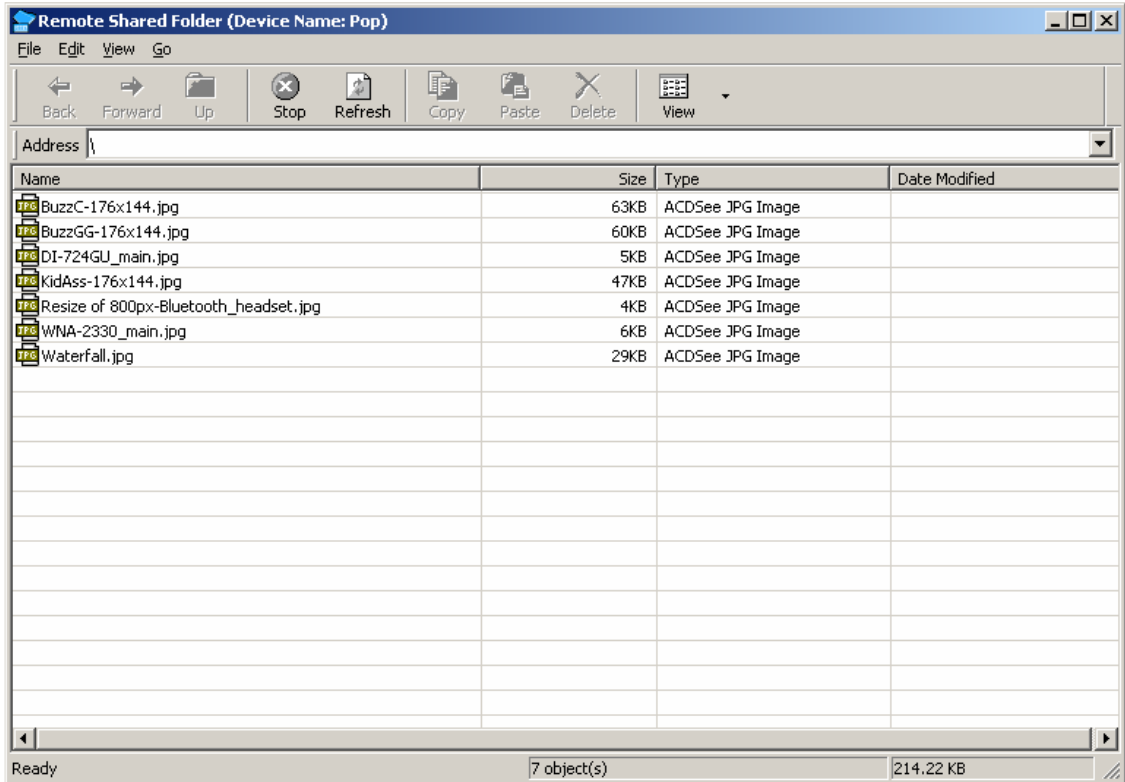 Remote Shared Folder (Device Name: Pop)
File Edit View Go
Back Forward Up Stop Refresh Copy Paste Delete View
Address \
Name Size Type Date Modified
BuzzC-176x144.jpg 63KB ACDSee JPG Image
BuzzGG-176x144.jpg 60KB ACDSee JPG Image
DI-724GU_main.jpg 5KB ACDSee JPG Image
KidAss-176x144.jpg 47KB ACDSee JPG Image
Resize of 800px-Bluetooth_headset.jpg 4KB ACDSee JPG Image
WNA-2330_main.jpg 6KB ACDSee JPG Image
Waterfall.jpg 29KB ACDSee JPG Image
Ready 7 object(s) 214.22 KB